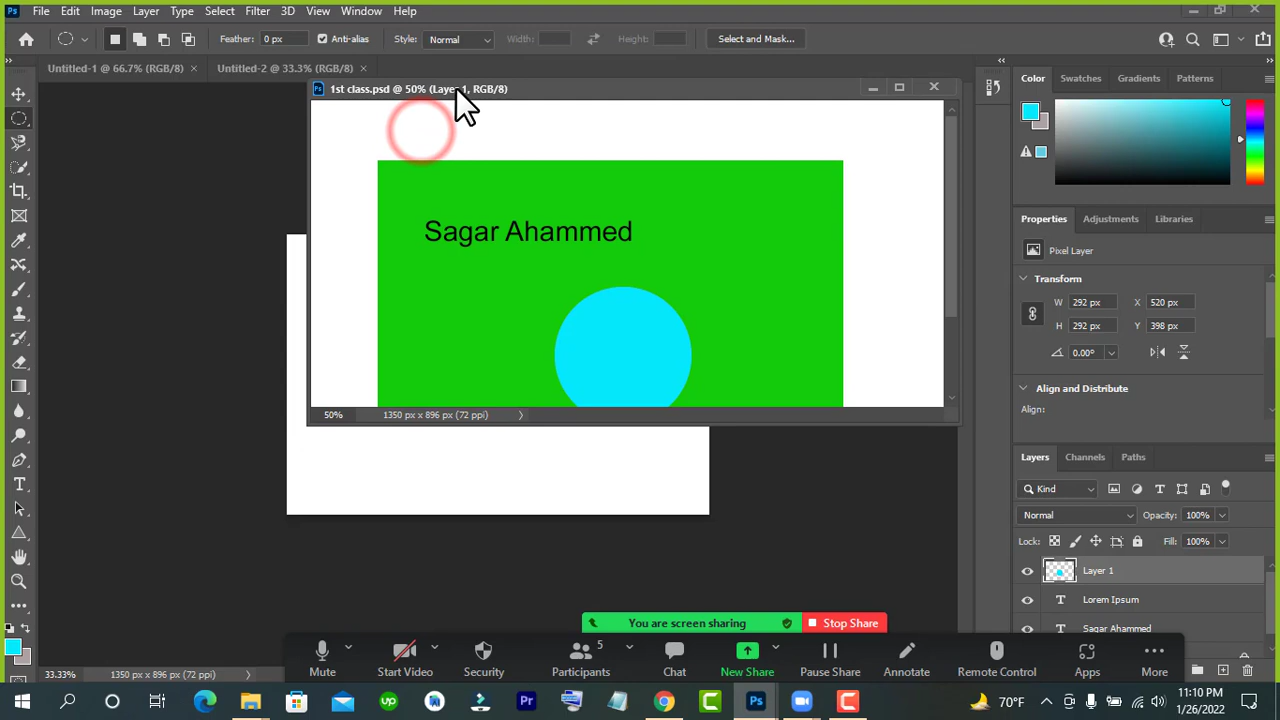 Ps File Edit Image Layer Type Select Filter 3D View Window Help
Feather: 0 px Anti-alias Style: Normal Width: Height: Select and Mask...
Untitled-1 @ 66.7% (RGB/8) × Untitled-2 @ 33.3% (RGB/8) ×
Ps 1st class.psd @ 50% (Layer 1, RGB/8)
Sagar Ahammed
50% 1350 px x 896 px (72 ppi)
Color Swatches Gradients Patterns
Properties Adjustments Libraries
Pixel Layer
Transform
W 292 px X 520 px
H 292 px Y 398 px
0.00°
Align and Distribute
Align:
Layers Channels Paths
Kind
Normal Opacity: 100%
Lock: Fill: 100%
Layer 1
T Lorem Ipsum
T Sagar Ahammed
33.33% 1350 px x 896 px (72 ppi)
You are screen sharing Stop Share
5
Mute Start Video Security Participants Chat New Share Pause Share Annotate Remote Control Apps More
up Pr C Ps 70°F
11:10 PM
1/26/2022